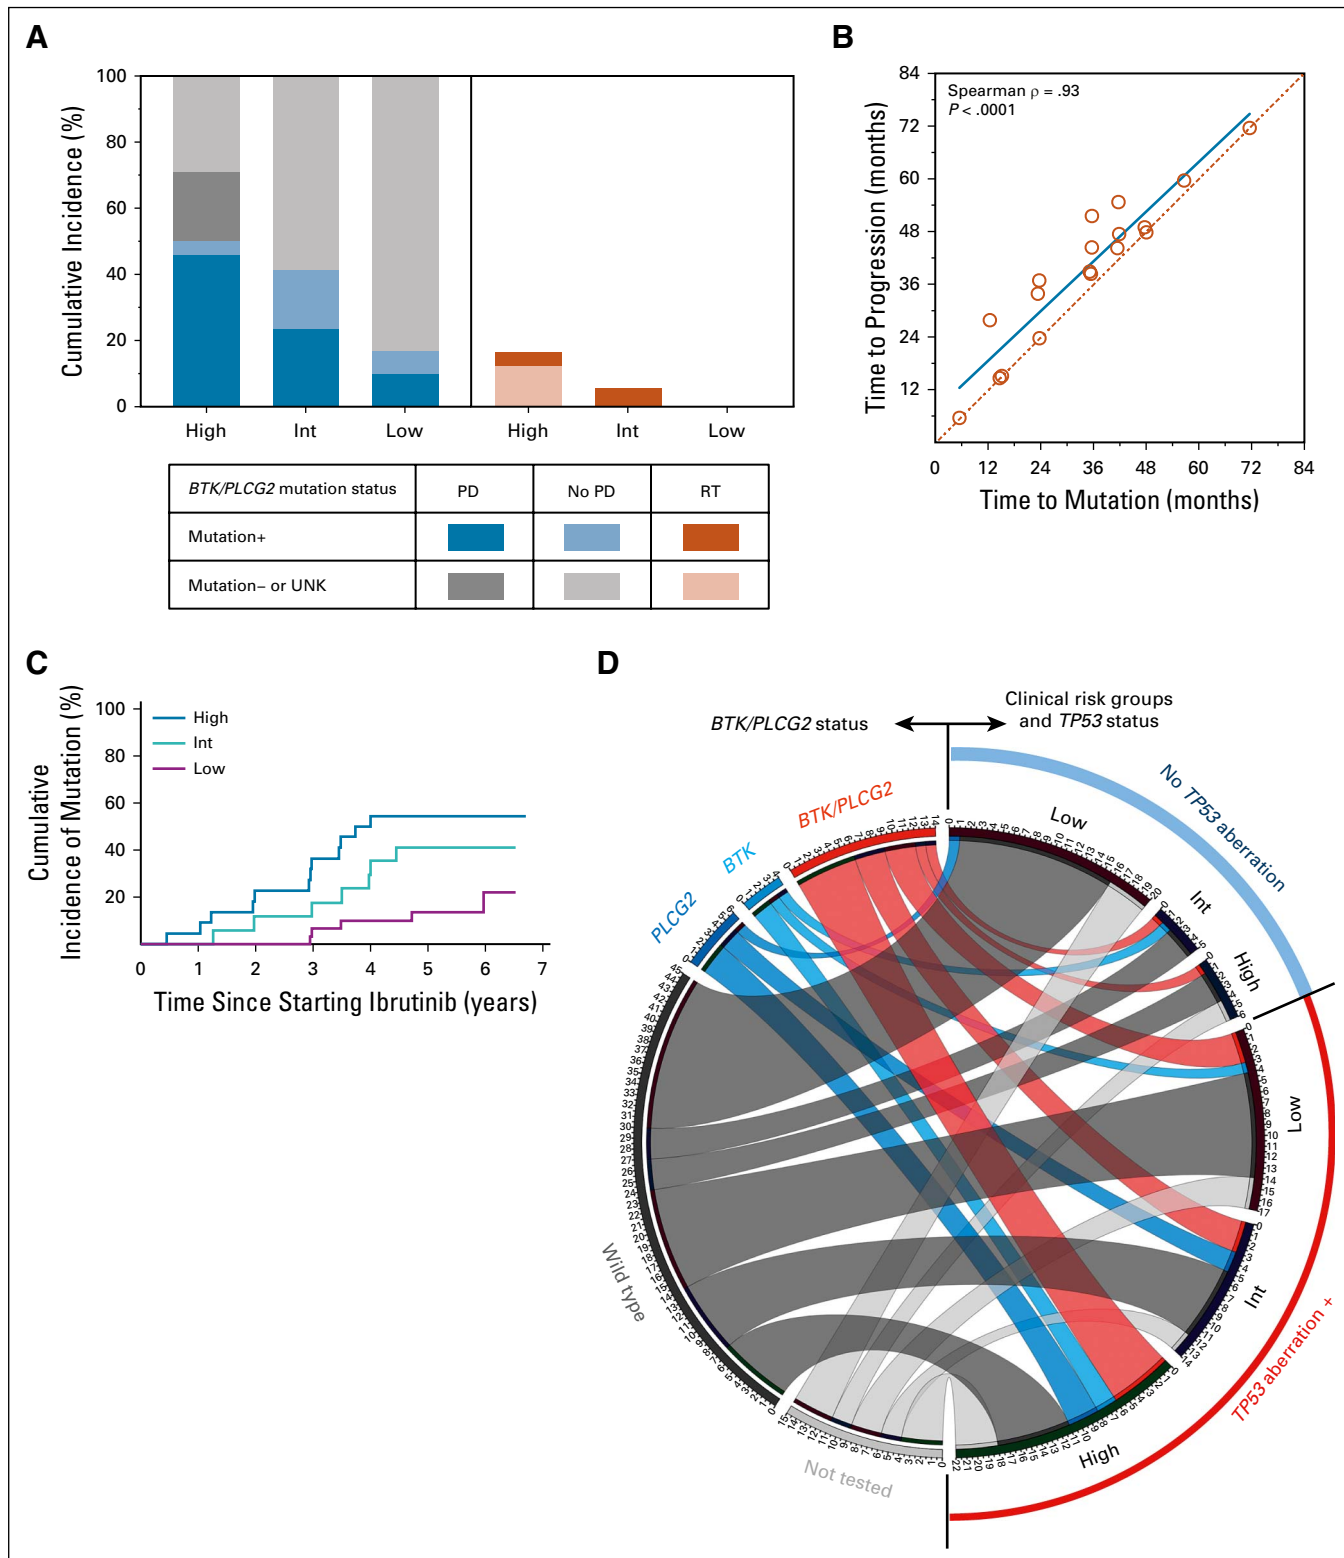 A
100
80
60
40
20
0
Cumulative Incidence (%)
High Int Low High Int Low
BTK/PLCG2 mutation status PD No PD RT
Mutation+
Mutation– or UNK
B
Spearman ρ = .93
P < .0001
84
72
60
48
36
24
12
Time to Progression (months)
0 12 24 36 48 60 72 84
Time to Mutation (months)
C
Cumulative
Incidence of Mutation (%)
100
80
60
40
20
High
Int
Low
0 1 2 3 4 5 6 7
Time Since Starting Ibrutinib (years)
D
BTK/PLCG2 status
Clinical risk groups
and TP53 status
No TP53 aberration
TP53 aberration +
PLCG2
BTK
BTK/PLCG2
Low
Int
High
Low
Int
High
Not tested
Wild type